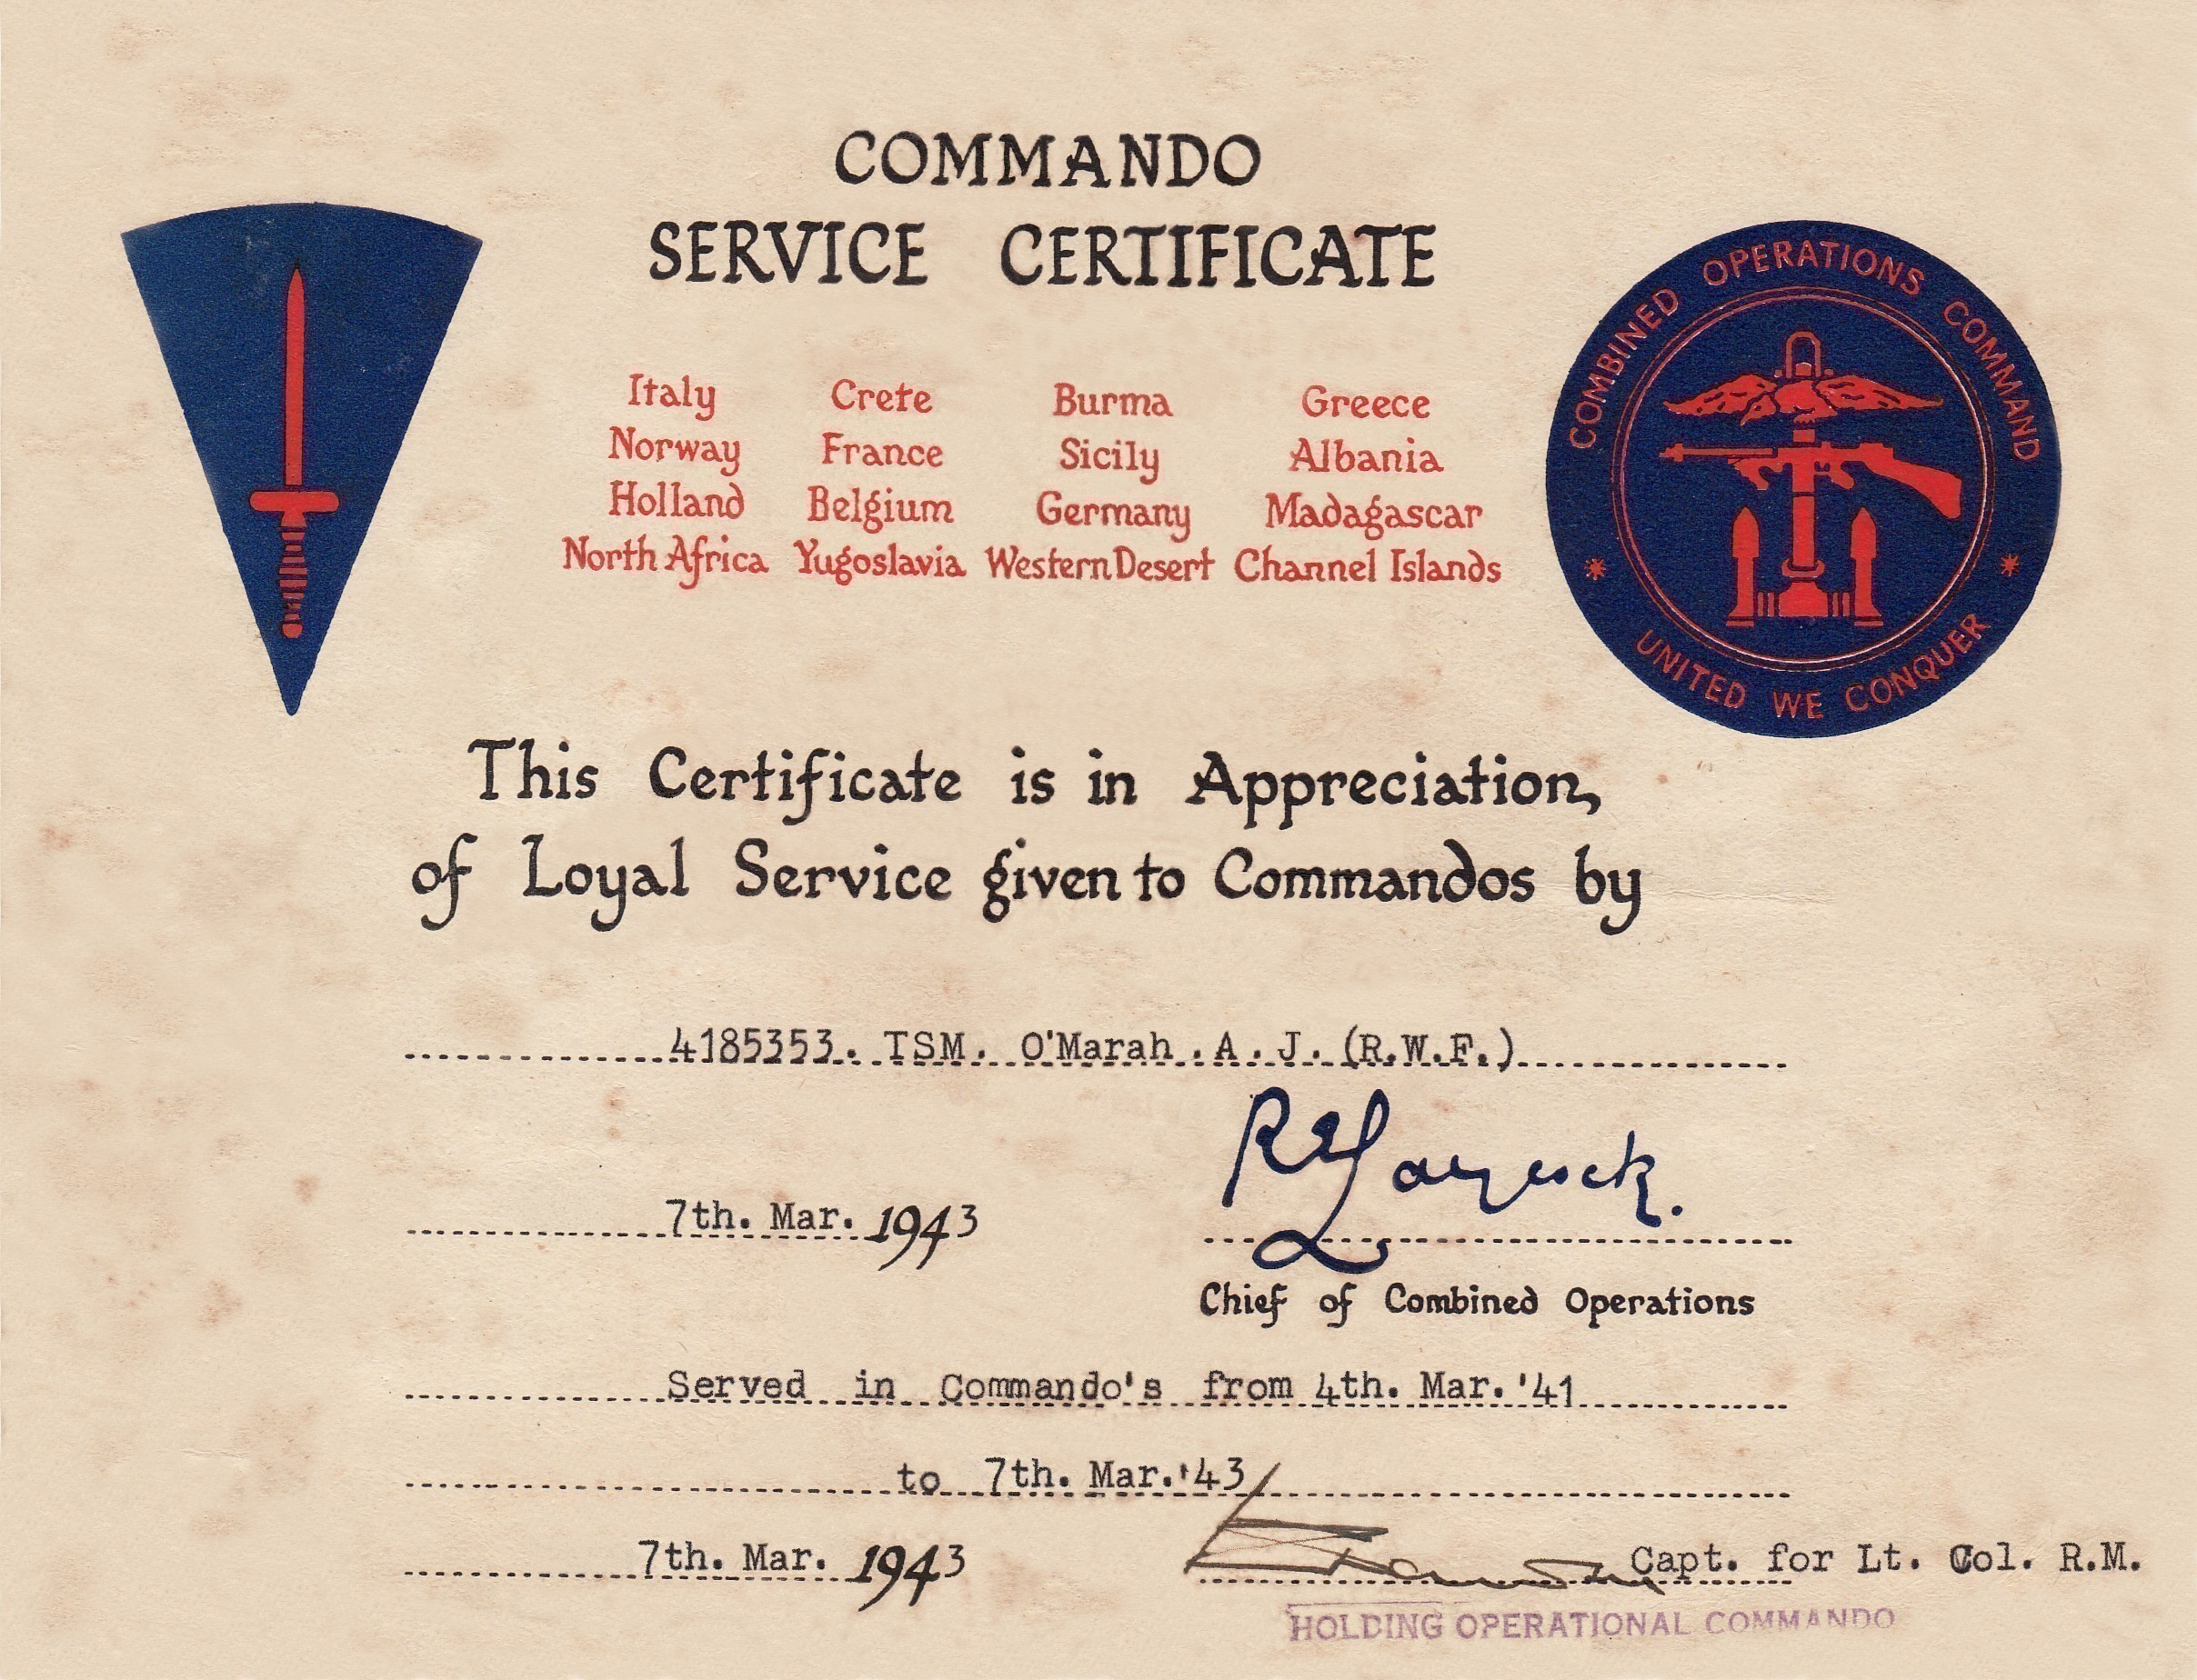 COMMANDO
SERVICE CERTIFICATE
COMBINED OPERATIONS COMMAND
UNITED WE CONQUER
Italy Crete Burma Greece
Norway France Sicily Albania
Holland Belgium Germany Madagascar
North Africa Yugoslavia Western Desert Channel Islands
This Certificate is in Appreciation,
of Loyal Service given to Commandos by
4185353. TSM. O'Marah . A . J. (R.W.F.)
R E Laycock.
7th. Mar. 1943
Chief of Combined Operations
Served in Commando's from 4th. Mar. '41
to 7th. Mar. '43
7th. Mar. 1943 Capt. for Lt. Col. R.M.
HOLDING OPERATIONAL COMMANDO